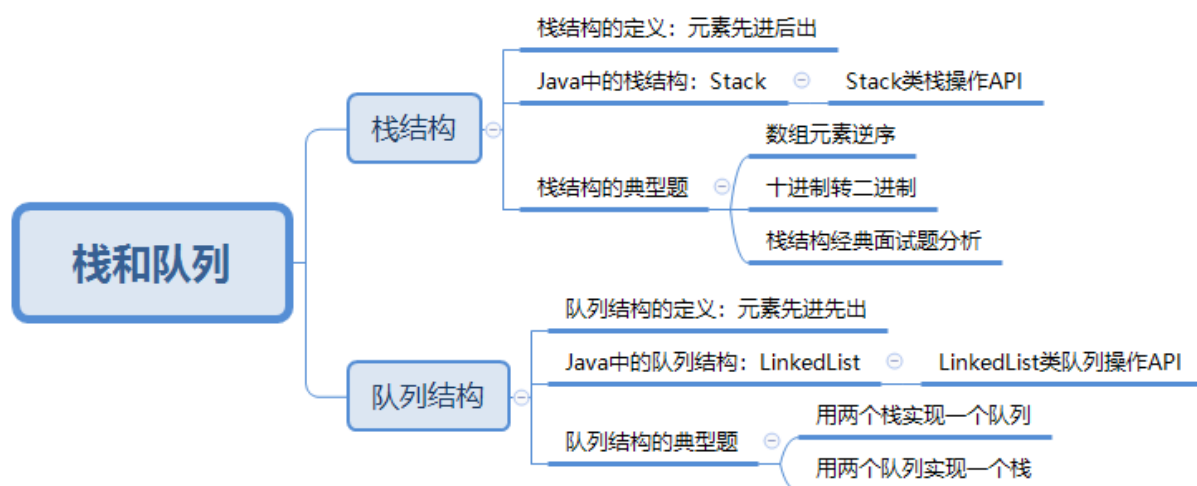 栈和队列
栈结构
栈结构的定义：元素先进后出
Java中的栈结构：Stack
Stack类栈操作API
栈结构的典型题
数组元素逆序
十进制转二进制
栈结构经典面试题分析
队列结构
队列结构的定义：元素先进先出
Java中的队列结构：LinkedList
LinkedList类队列操作API
队列结构的典型题
用两个栈实现一个队列
用两个队列实现一个栈